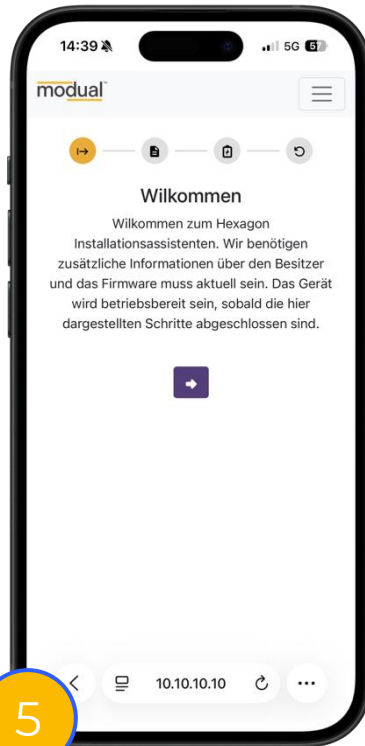 14:39
5G 57
modual
Wilkommen
Wilkommen zum Hexagon
Installationsassistenten. Wir benötigen
zusätzliche Informationen über den Besitzer
und das Firmware muss aktuell sein. Das Gerät
wird betriebsbereit sein, sobald die hier
dargestellten Schritte abgeschlossen sind.
10.10.10.10
5